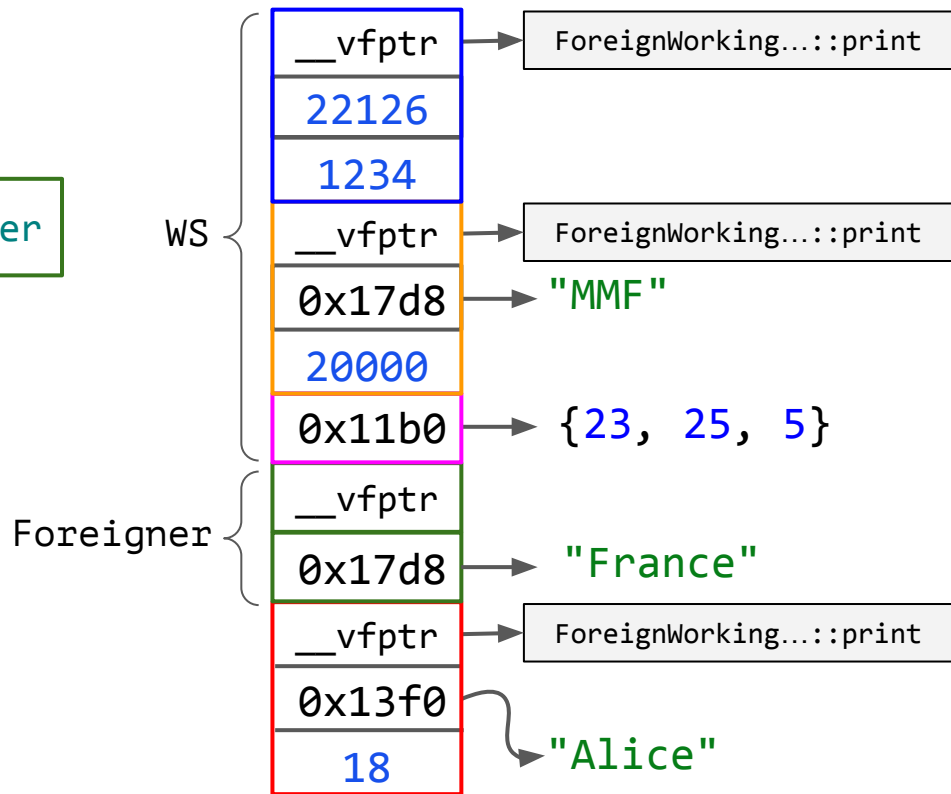 __vfptr
ForeignWorking…::print
22126
1234
er
WS
__vfptr
ForeignWorking…::print
0x17d8
"MMF"
20000
0x11b0
{23, 25, 5}
__vfptr
Foreigner
0x17d8
"France"
__vfptr
ForeignWorking…::print
0x13f0
"Alice"
18